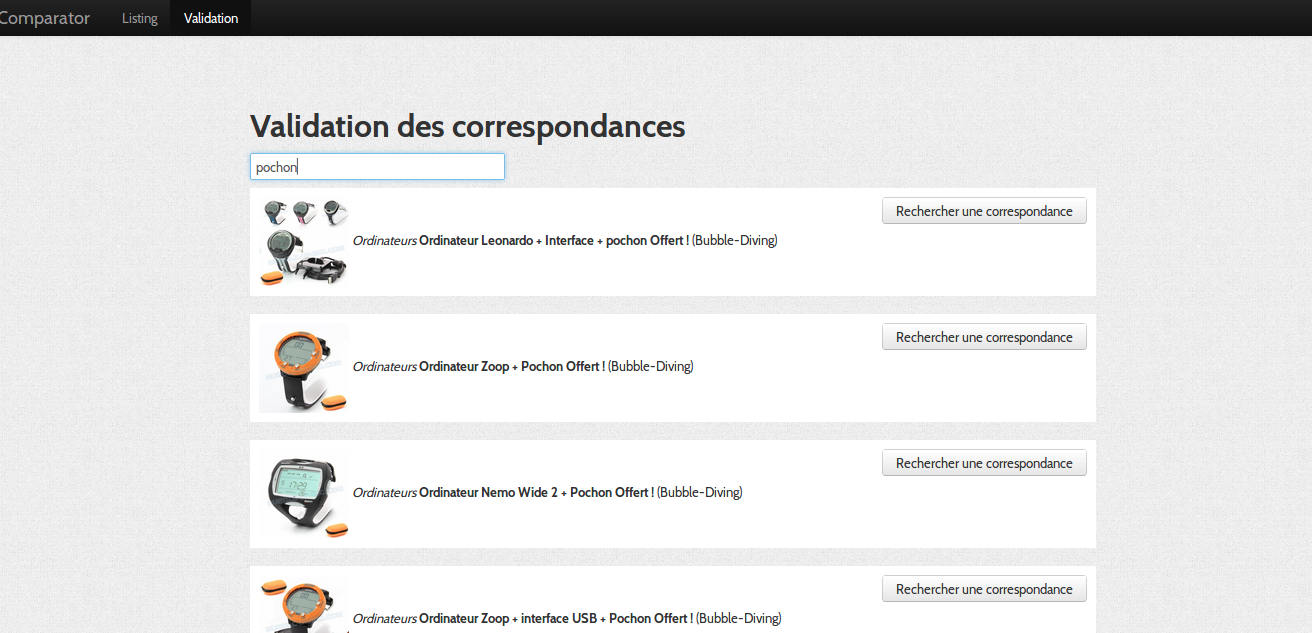 Comparator Listing Validation
Validation des correspondances
pochon
Rechercher une correspondance
Ordinateurs Ordinateur Leonardo + Interface + pochon Offert ! (Bubble-Diving)
Rechercher une correspondance
Ordinateurs Ordinateur Zoop + Pochon Offert ! (Bubble-Diving)
Rechercher une correspondance
Ordinateurs Ordinateur Nemo Wide 2 + Pochon Offert ! (Bubble-Diving)
Rechercher une correspondance
Ordinateurs Ordinateur Zoop + interface USB + Pochon Offert ! (Bubble-Diving)